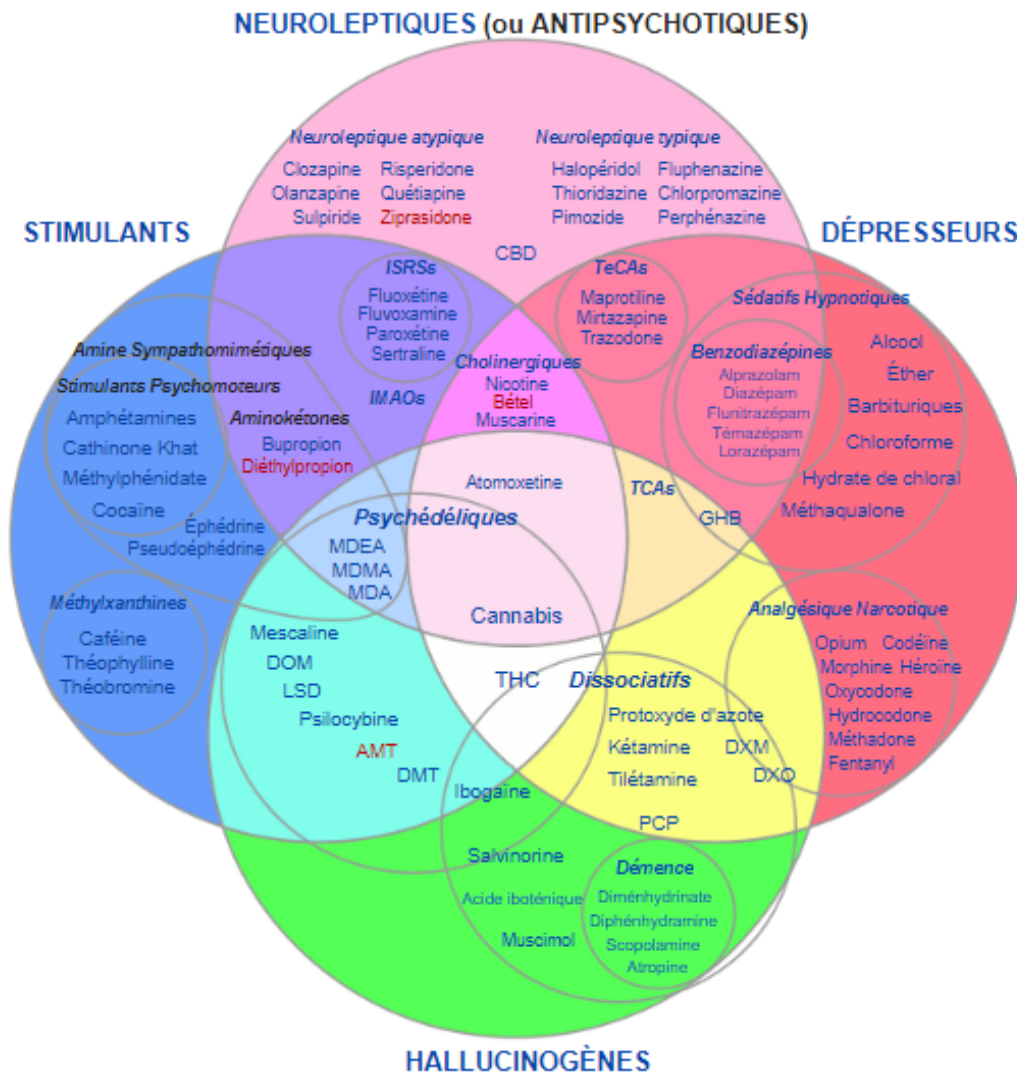 NEUROLEPTIQUES (ou ANTIPSYCHOTIQUES)
Neuroleptique atypique
Clozapine Risperidone
Olanzapine Quétiapine
Sulpiride Ziprasidone
Neuroleptique typique
Halopéridol Fluphenazine
Thioridazine Chlorpromazine
Pimozide Perphénazine
CBD
STIMULANTS
DÉPRESSEURS
ISRSs
Fluoxétine
Fluvoxamine
Paroxétine
Sertraline
IMAOs
TeCAs
Maprotiline
Mirtazapine
Trazodone
Sédatifs Hypnotiques
Alcool
Éther
Barbituriques
Chloroforme
Hydrate de chloral
Méthaqualone
Benzodiazépines
Alprazolam
Diazépam
Flunitrazépam
Témazépam
Lorazépam
Amine Sympathomimétiques
Stimulants Psychomoteurs
Amphétamines
Cathinone Khat
Méthylphénidate
Cocaïne
Éphédrine
Pseudoéphédrine
Aminokétones
Bupropion
Diéthylpropion
Cholinergiques
Nicotine
Bétel
Muscarine
Atomoxetine
TCAs
GHB
Psychédéliques
MDEA
MDMA
MDA
Cannabis
Méthylxanthines
Caféine
Théophylline
Théobromine
Mescaline
DOM
LSD
Psilocybine
AMT
DMT
Ibogaïne
THC
Dissociatifs
Protoxyde d'azote
Kétamine DXM
Tilétamine DXO
PCP
Analgésique Narcotique
Opium Codéïne
Morphine Héroïne
Oxycodone
Hydrocodone
Méthadone
Fentanyl
Salvinorine
Acide iboténique
Muscimol
Démence
Diménhydrinate
Diphénhydramine
Scopolamine
Atropine
HALLUCINOGÈNES